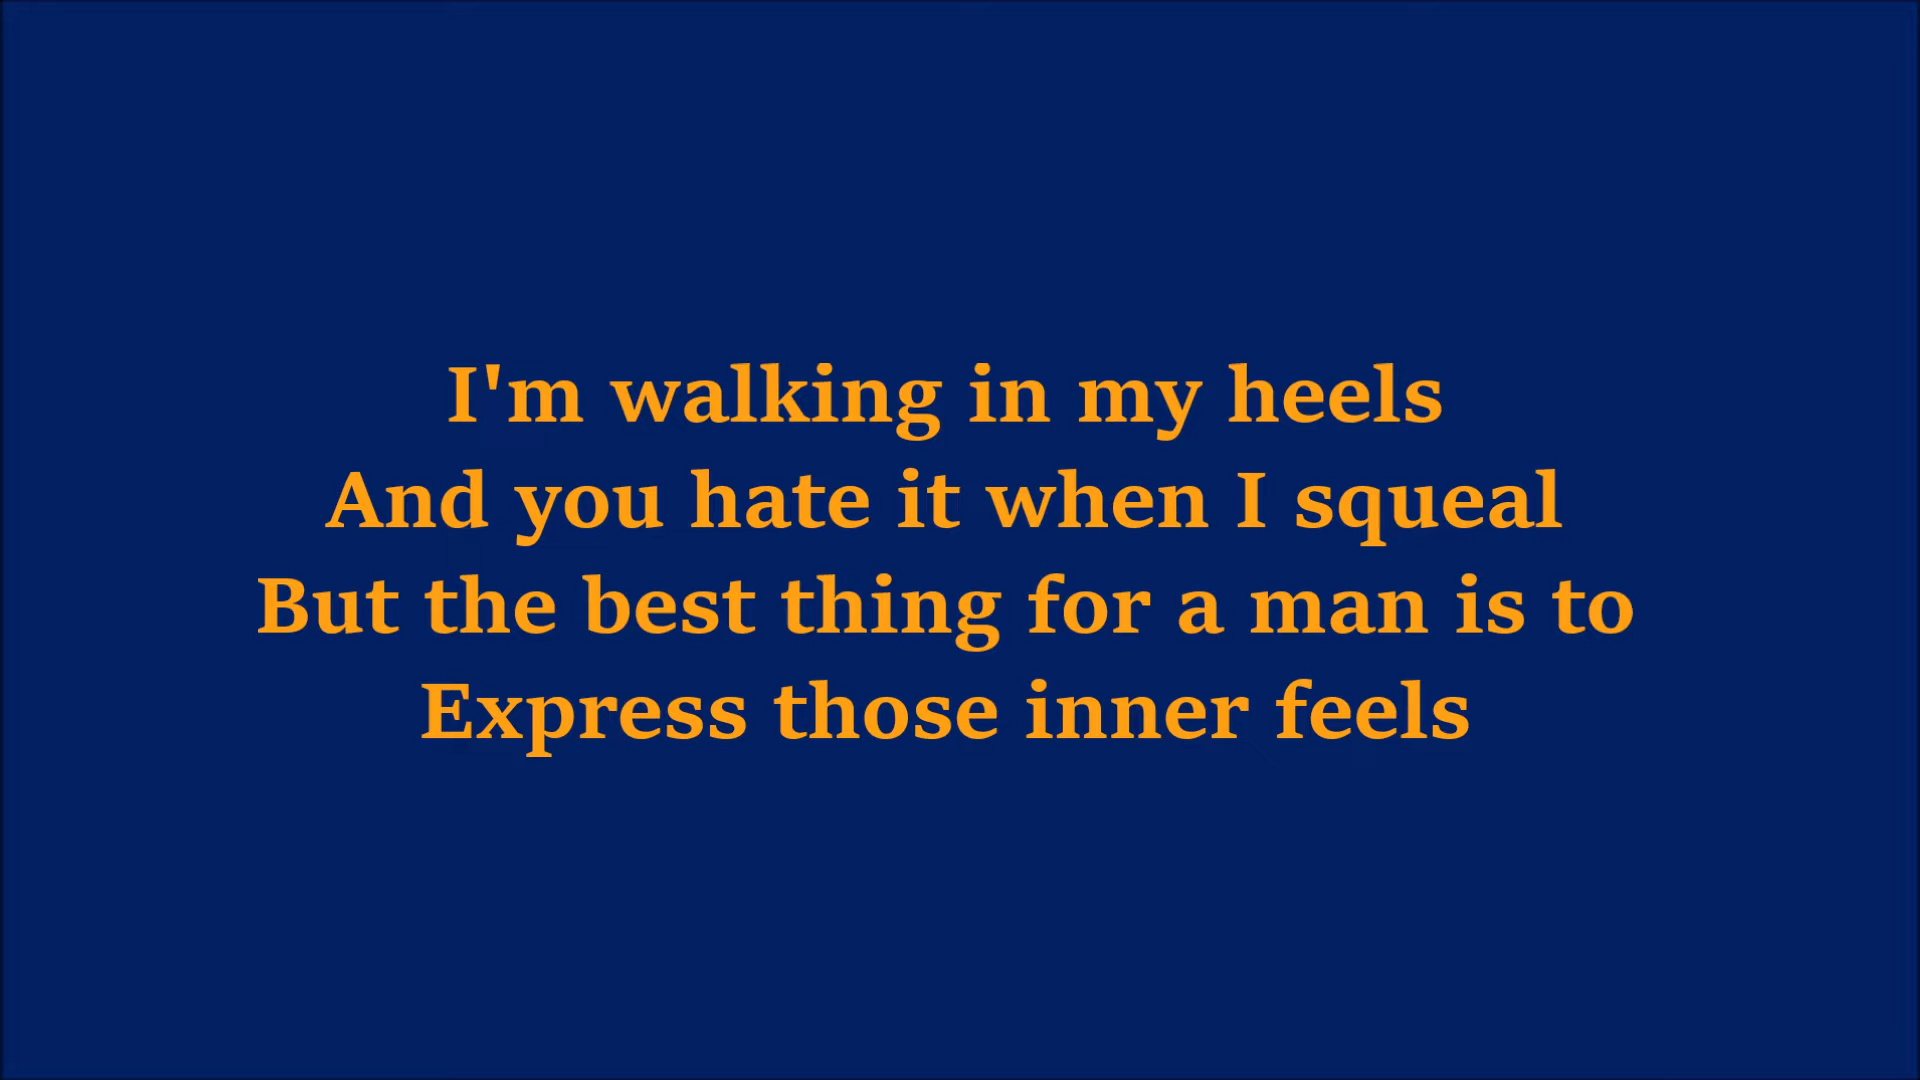 I'm walking in my heels
And you hate it when I squeal
But the best thing for a man is to
Express those inner feels